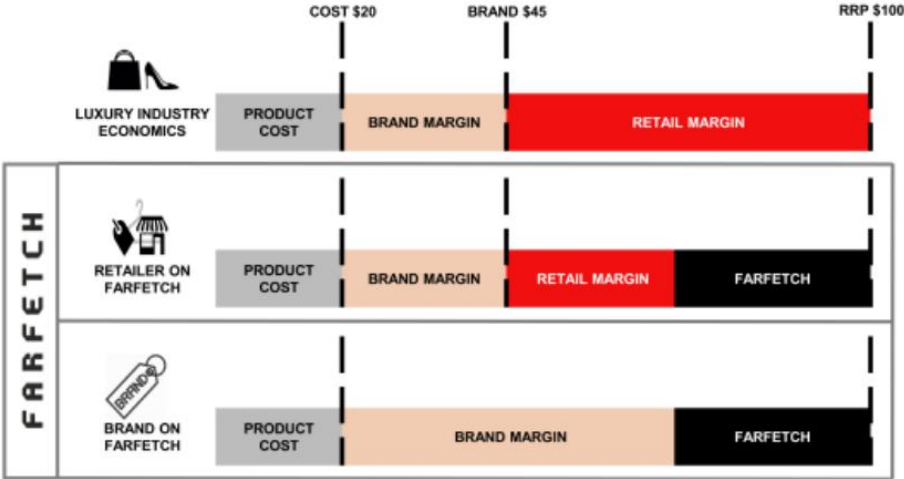 COST $20
BRAND $45
RRP $100
LUXURY INDUSTRY
ECONOMICS
PRODUCT
COST
BRAND MARGIN
RETAIL MARGIN
FARFETCH
RETAILER ON
FARFETCH
PRODUCT
COST
BRAND MARGIN
RETAIL MARGIN
FARFETCH
BRAND
BRAND ON
FARFETCH
PRODUCT
COST
BRAND MARGIN
FARFETCH